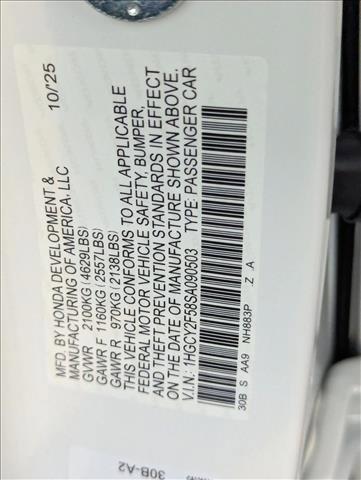 MFD. BY HONDA DEVELOPMENT &
MANUFACTURING OF AMERICA, LLC
10/25
GVWR 2100KG (4629LBS)
GAWR F 1160KG (2557LBS)
GAWR R 970KG (2138LBS)
THIS VEHICLE CONFORMS TO ALL APPLICABLE
FEDERAL MOTOR VEHICLE SAFETY, BUMPER,
AND THEFT PREVENTION STANDARDS IN EFFECT
ON THE DATE OF MANUFACTURE SHOWN ABOVE.
V.I.N.: 1HGCY2F58SA090503 TYPE: PASSENGER CAR
30B S AA9 NH883P Z A
30B-A2